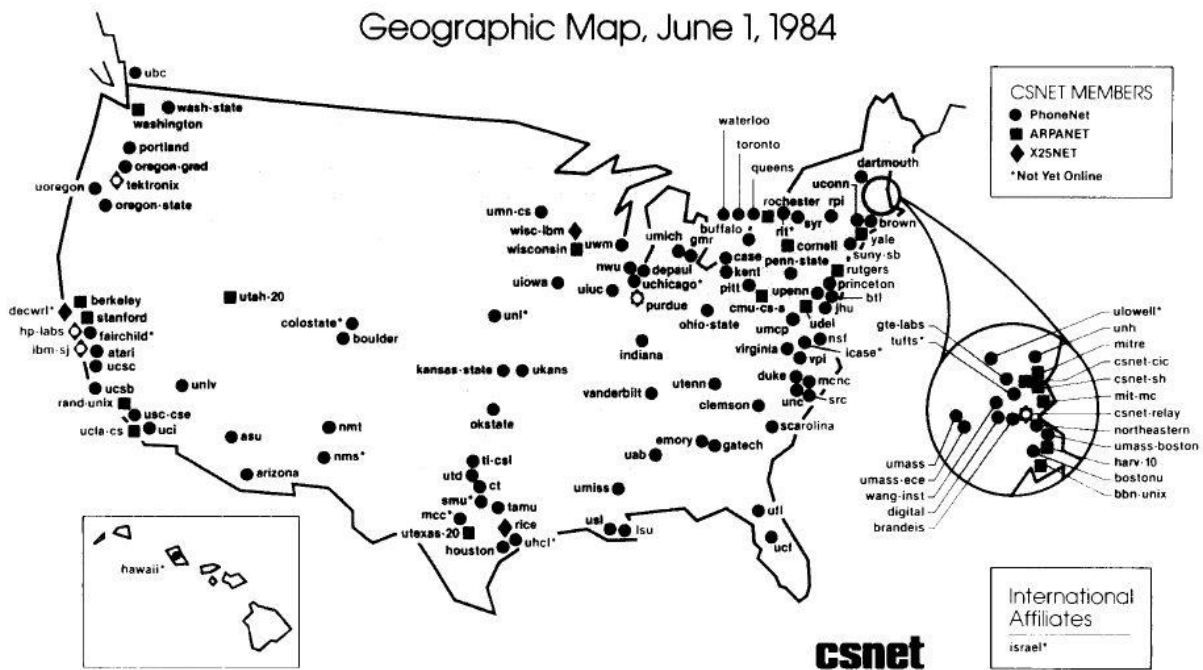 Geographic Map, June 1, 1984
CSNET MEMBERS
PhoneNet
ARPANET
X25NET
*Not Yet Online
ubc
wash-state
washington
portland
oregon-grad
tektronix
uoregon
oregon-state
berkeley
decwrl*
stanford
hp-labs
fairchild*
ibm-sj
atari
ucsc
ucsb
univ
rand-unix
usc-cse
ucla-cs
uci
utah-20
colostate*
boulder
asu
nmt
nms*
arizona
umn-cs
wisc-ibm
wisconsin
uwm
nwu
depaul
uiowa
uchicago*
uiuc
purdue
unl*
indiana
kansas-state
ukans
okstate
vanderbilt
ti-csl
utd
ct
smu*
tamu
mcc*
utexas-20
rice
houston
uhcl*
umiss
usl
lsu
uab
emory
gatech
ufl
ucf
utenn
clemson
scarolina
waterloo
toronto
queens
dartmouth
uconn
rochester
rpi
buffalo
rit*
syr
brown
umich
gmr
cornell
yale
case
penn-state
suny-sb
kent
rutgers
pitt
upenn
princeton
btl
cmu-cs-a
jhu
ohio-state
udel
umcp
nsf
virginia
icase*
vpi
duke
mcnc
unc
src
gte-labs
tufts*
ulowell*
unh
mitre
csnet-cic
csnet-sh
mit-mc
csnet-relay
northeastern
umass-boston
harv-10
bostonu
bbn-unix
umass
umass-ece
wang-inst
digital
brandeis
hawaii*
International
Affiliates
israel*
csnet